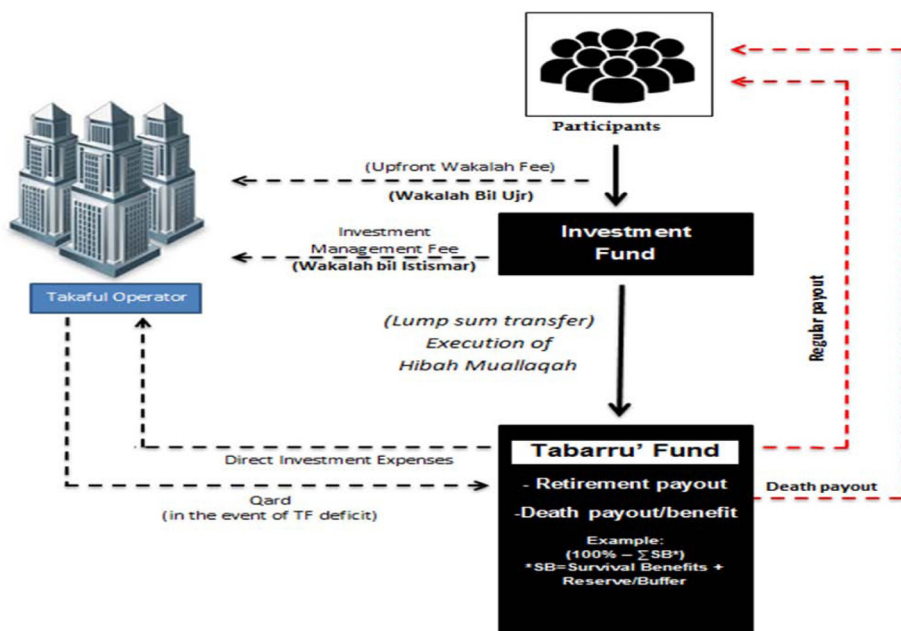 Participants
(Upfront Wakalah Fee)
(Wakalah Bil Ujr)
Investment
Fund
Investment
Management Fee
(Wakalah bil Istismar)
Takaful Operator
(Lump sum transfer)
Execution of
Hibah Muallaqah
Regular payout
Tabarru' Fund
- Retirement payout
-Death payout/benefit
Example:
(100% – ∑SB*)
*SB=Survival Benefits +
Reserve/Buffer
Direct Investment Expenses
Qard
(in the event of TF deficit)
Death payout